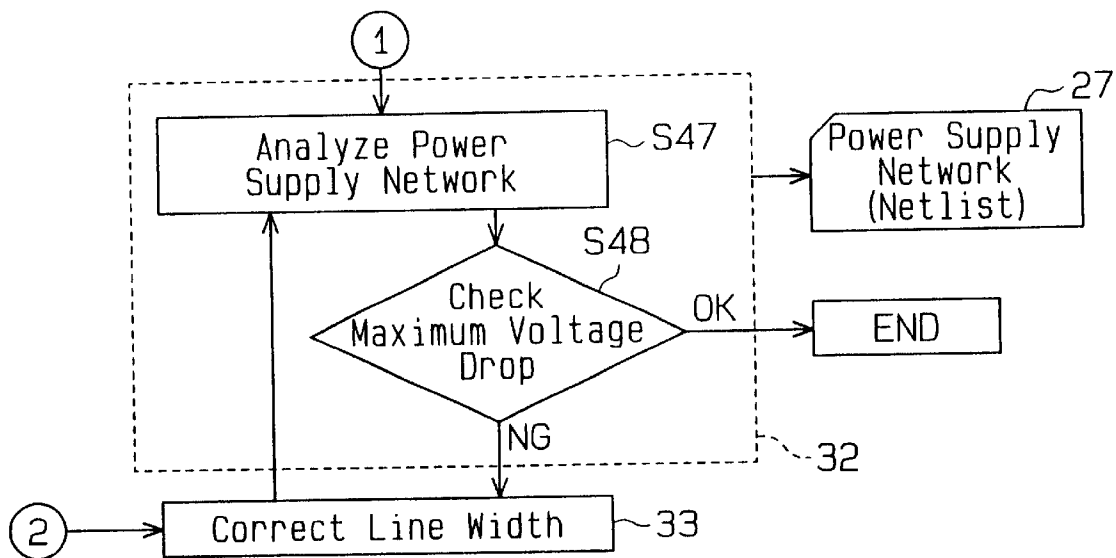 1
Analyze Power
Supply Network
S47
27
Power Supply
Network
(Netlist)
S48
Check
Maximum Voltage
Drop
OK
END
NG
32
2
Correct Line Width
33